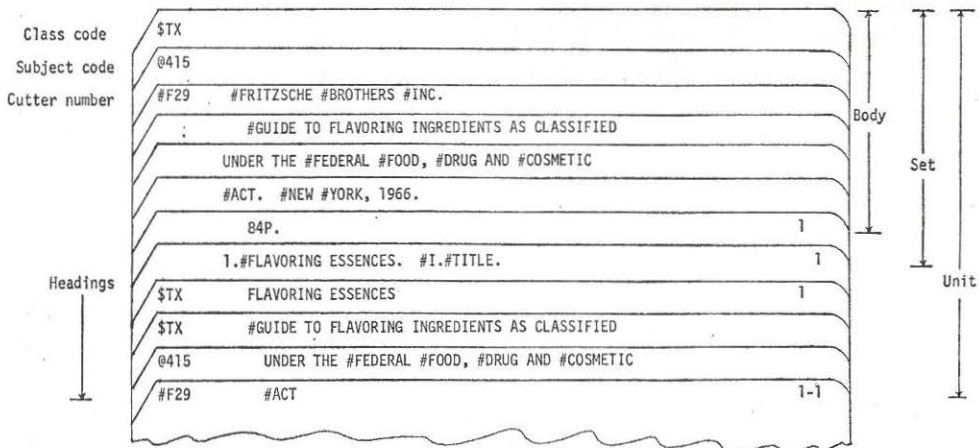 Class code $TX
Subject code @415
Cutter number #F29 #FRITZSCHE #BROTHERS #INC.
Body
#GUIDE TO FLAVORING INGREDIENTS AS CLASSIFIED
UNDER THE #FEDERAL #FOOD, #DRUG AND #COSMETIC
Set
#ACT. #NEW #YORK, 1966.
84P. 1
1.#FLAVORING ESSENCES. #I.#TITLE. 1
Headings
Unit
$TX FLAVORING ESSENCES 1
$TX #GUIDE TO FLAVORING INGREDIENTS AS CLASSIFIED
@415 UNDER THE #FEDERAL #FOOD, #DRUG AND #COSMETIC
#F29 #ACT 1-1